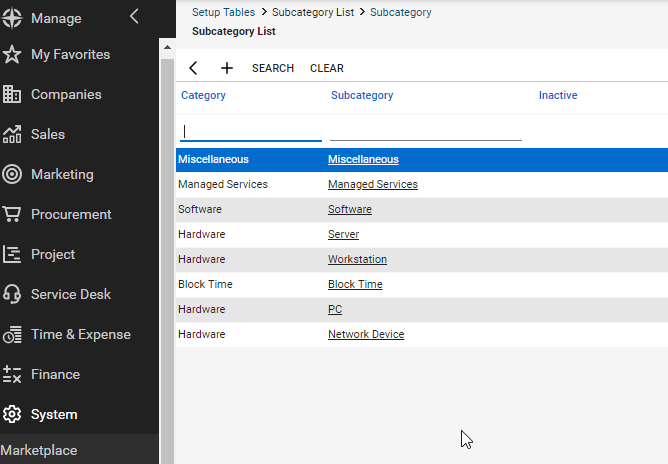 Manage
My Favorites
Companies
Sales
Marketing
Procurement
Project
Service Desk
Time & Expense
Finance
System
Marketplace
Setup Tables > Subcategory List > Subcategory
Subcategory List
SEARCH CLEAR
Category Subcategory Inactive
Miscellaneous Miscellaneous
Managed Services Managed Services
Software Software
Hardware Server
Hardware Workstation
Block Time Block Time
Hardware PC
Hardware Network Device